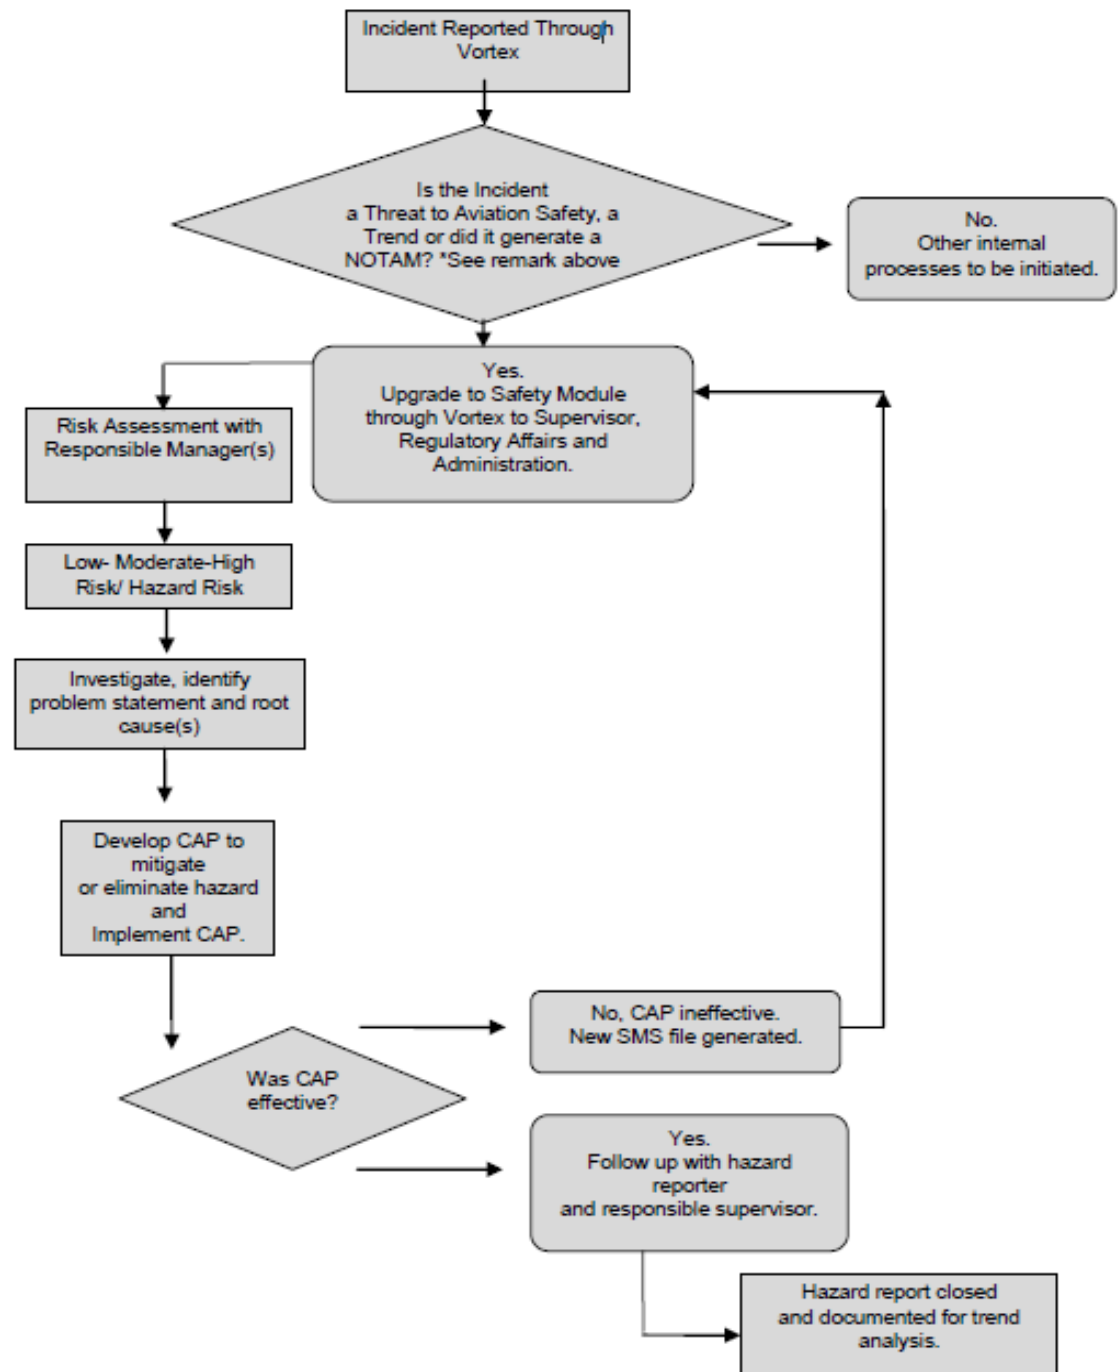 Incident Reported Through
Vortex
Is the Incident
a Threat to Aviation Safety, a
Trend or did it generate a
NOTAM? *See remark above
No.
Other internal
processes to be initiated.
Yes.
Upgrade to Safety Module
through Vortex to Supervisor,
Regulatory Affairs and
Administration.
Risk Assessment with
Responsible Manager(s)
Low- Moderate-High
Risk/ Hazard Risk
Investigate, identify
problem statement and root
cause(s)
Develop CAP to
mitigate
or eliminate hazard
and
Implement CAP.
Was CAP
effective?
No, CAP ineffective.
New SMS file generated.
Yes.
Follow up with hazard
reporter
and responsible supervisor.
Hazard report closed
and documented for trend
analysis.